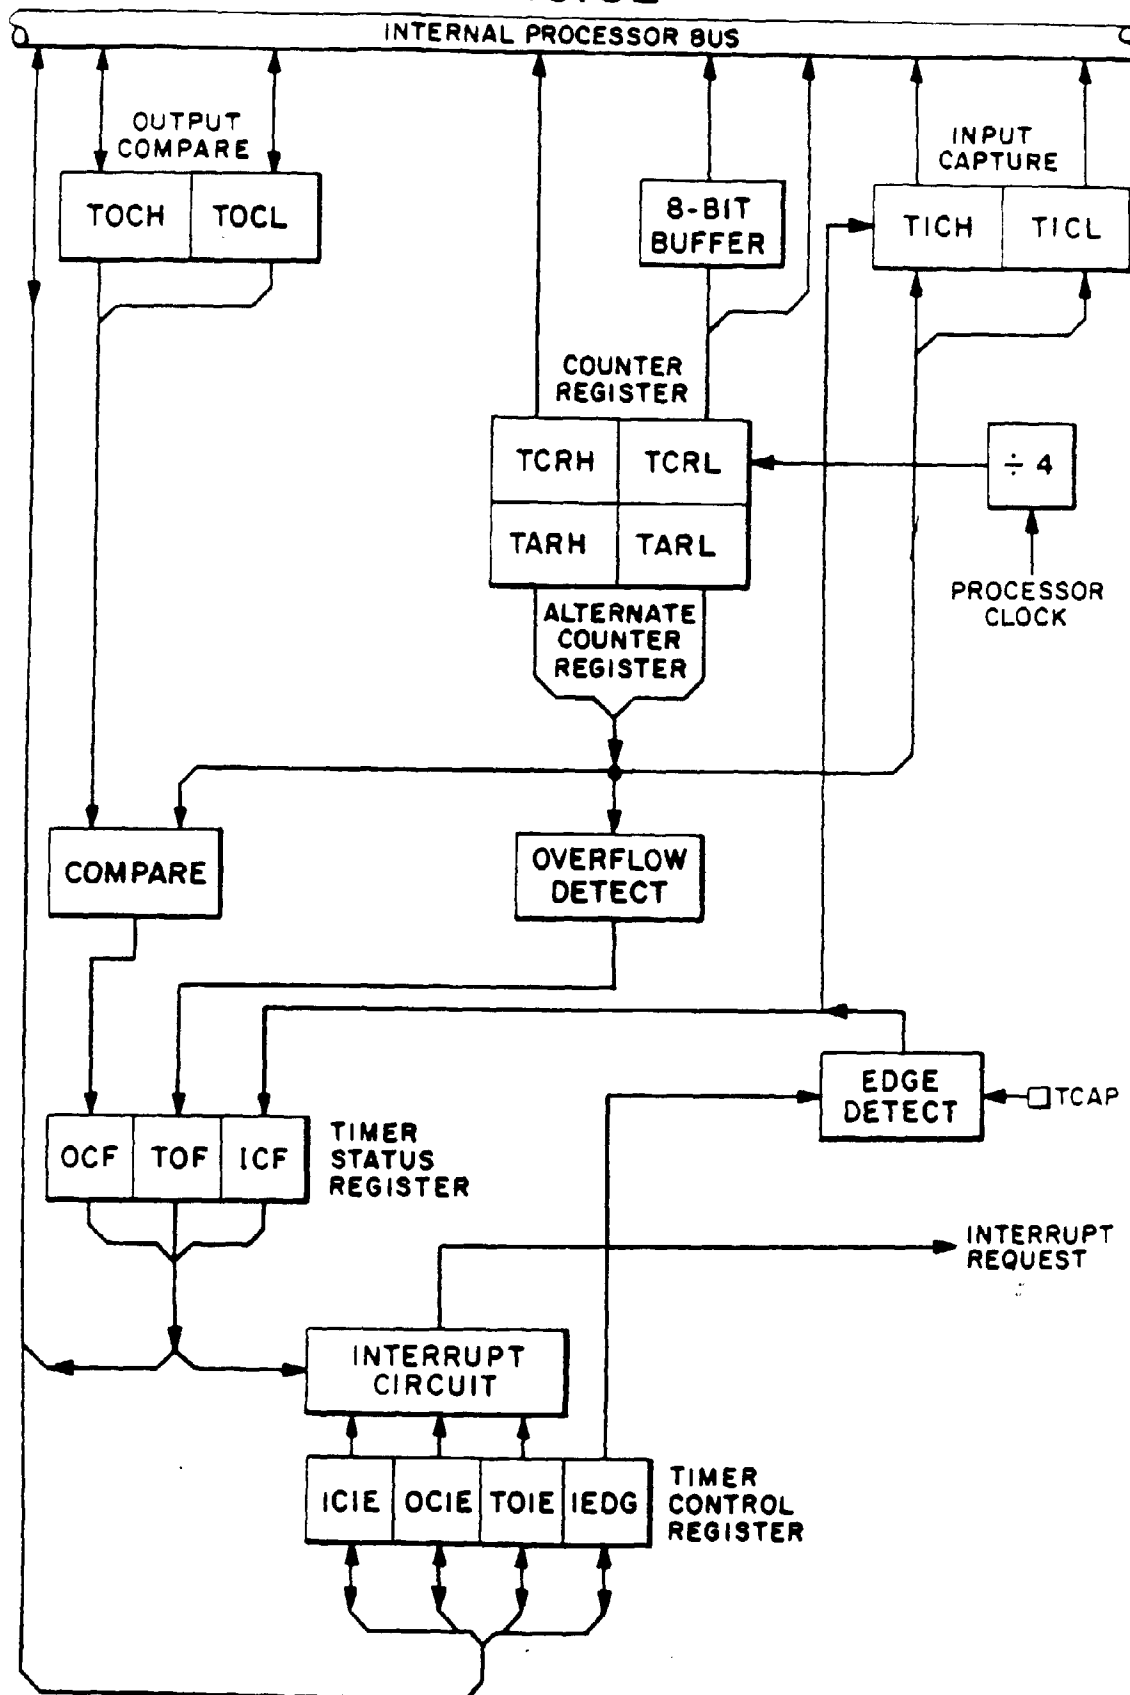 INTERNAL PROCESSOR BUS
OUTPUT
COMPARE
INPUT
CAPTURE
TOCH
TOCL
8-BIT
BUFFER
TICH
TICL
COUNTER
REGISTER
TCRH
TCRL
÷ 4
TARH
TARL
PROCESSOR
CLOCK
ALTERNATE
COUNTER
REGISTER
COMPARE
OVERFLOW
DETECT
EDGE
DETECT
TCAP
OCF
TOF
ICF
TIMER
STATUS
REGISTER
INTERRUPT
REQUEST
INTERRUPT
CIRCUIT
ICIE
OCIE
TOIE
IEDG
TIMER
CONTROL
REGISTER